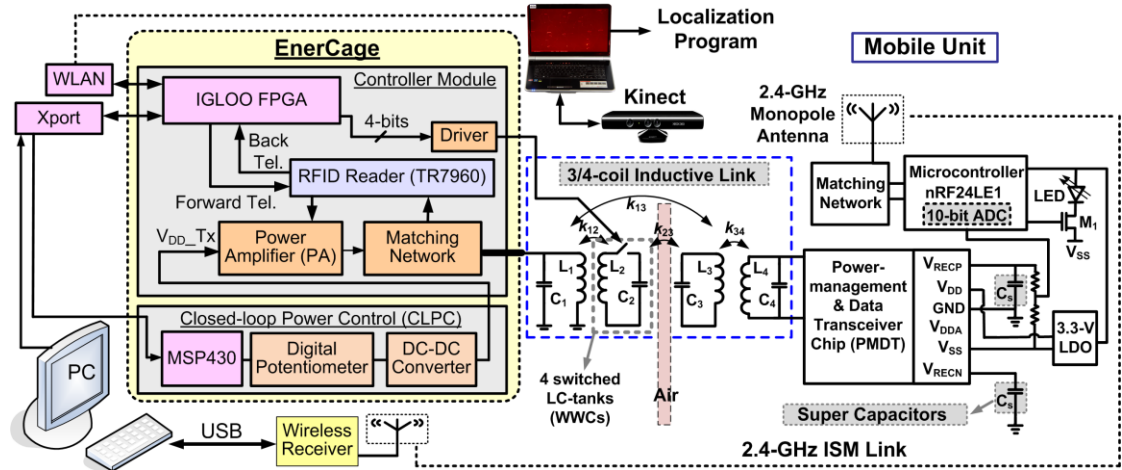 EnerCage
Localization
Program
Mobile Unit
WLAN
Xport
Controller Module
IGLOO FPGA
4-bits
Driver
Back
Tel.
RFID Reader (TR7960)
Forward Tel.
V_DD_Tx
Power
Amplifier (PA)
Matching
Network
Closed-loop Power Control (CLPC)
MSP430
Digital
Potentiometer
DC-DC
Converter
PC
USB
Wireless
Receiver
Kinect
3/4-coil Inductive Link
k13
k12
k23
k34
L1
C1
L2
C2
L3
C3
L4
C4
4 switched
LC-tanks
(WWCs)
Air
2.4-GHz
Monopole
Antenna
Matching
Network
Microcontroller
nRF24LE1
10-bit ADC
LED
M1
VSS
Power-
management
& Data
Transceiver
Chip (PMDT)
VRECP
VDD
GND
VDDA
VSS
VRECN
Cs
3.3-V
LDO
Cs
Super Capacitors
2.4-GHz ISM Link